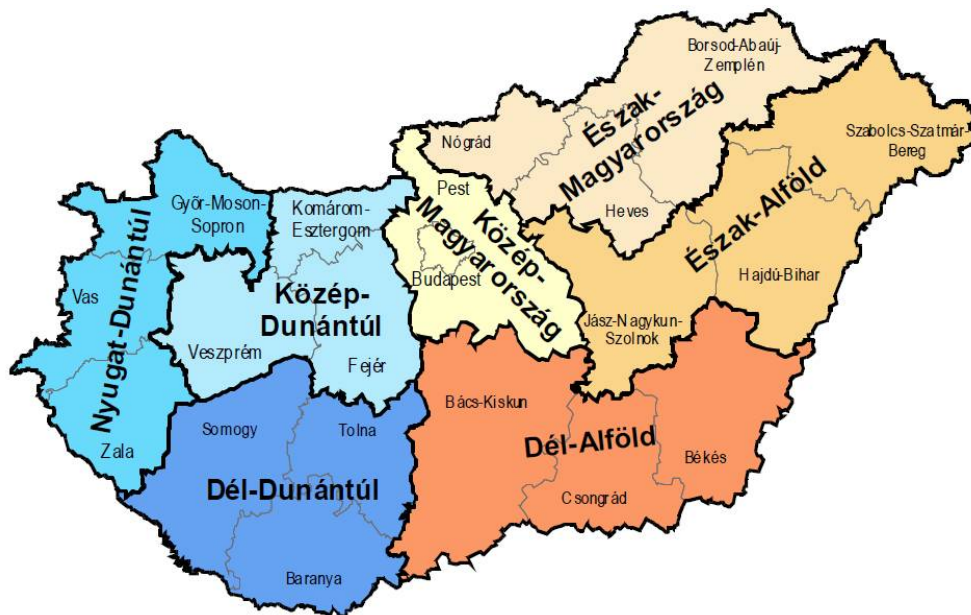 Borsod-Abaúj-
Zemplén
Észak-
Magyarország
Nógrád
Heves
Szabolcs-Szatmár-
Bereg
Észak-Alföld
Hajdú-Bihar
Jász-Nagykun-
Szolnok
Pest
Közép-
Magyarország
Budapest
Győr-Moson-
Sopron
Vas
Nyugat-Dunántúl
Zala
Komárom-
Esztergom
Közép-
Dunántúl
Veszprém
Fejér
Somogy
Tolna
Dél-Dunántúl
Baranya
Bács-Kiskun
Dél-Alföld
Békés
Csongrád